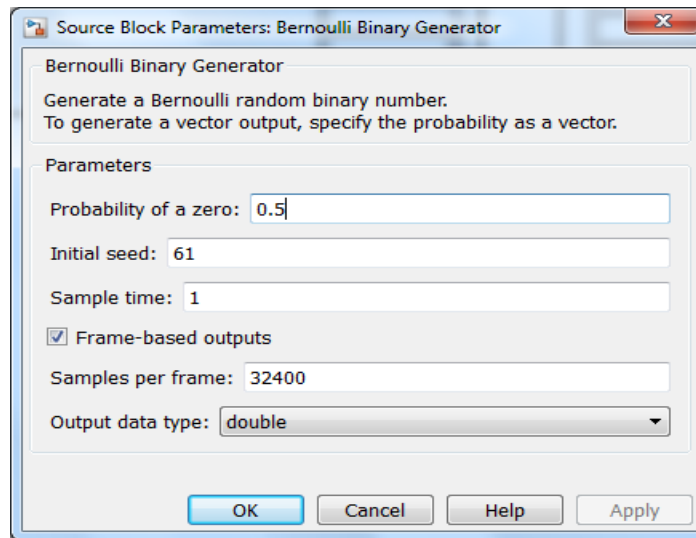 Source Block Parameters: Bernoulli Binary Generator
Bernoulli Binary Generator
Generate a Bernoulli random binary number.
To generate a vector output, specify the probability as a vector.
Parameters
Probability of a zero: 0.5
Initial seed: 61
Sample time: 1
Frame-based outputs
Samples per frame: 32400
Output data type: double
OK Cancel Help Apply